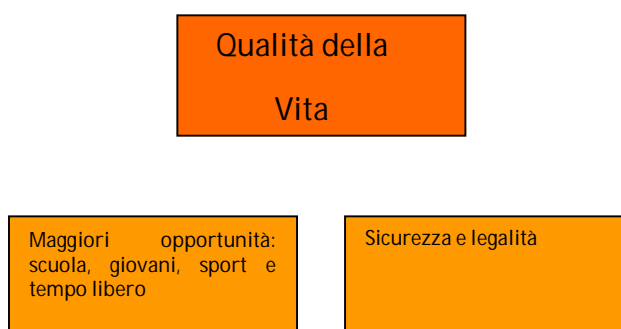 Qualità della
Vita
Maggiori opportunità:
scuola, giovani, sport e
tempo libero
Sicurezza e legalità